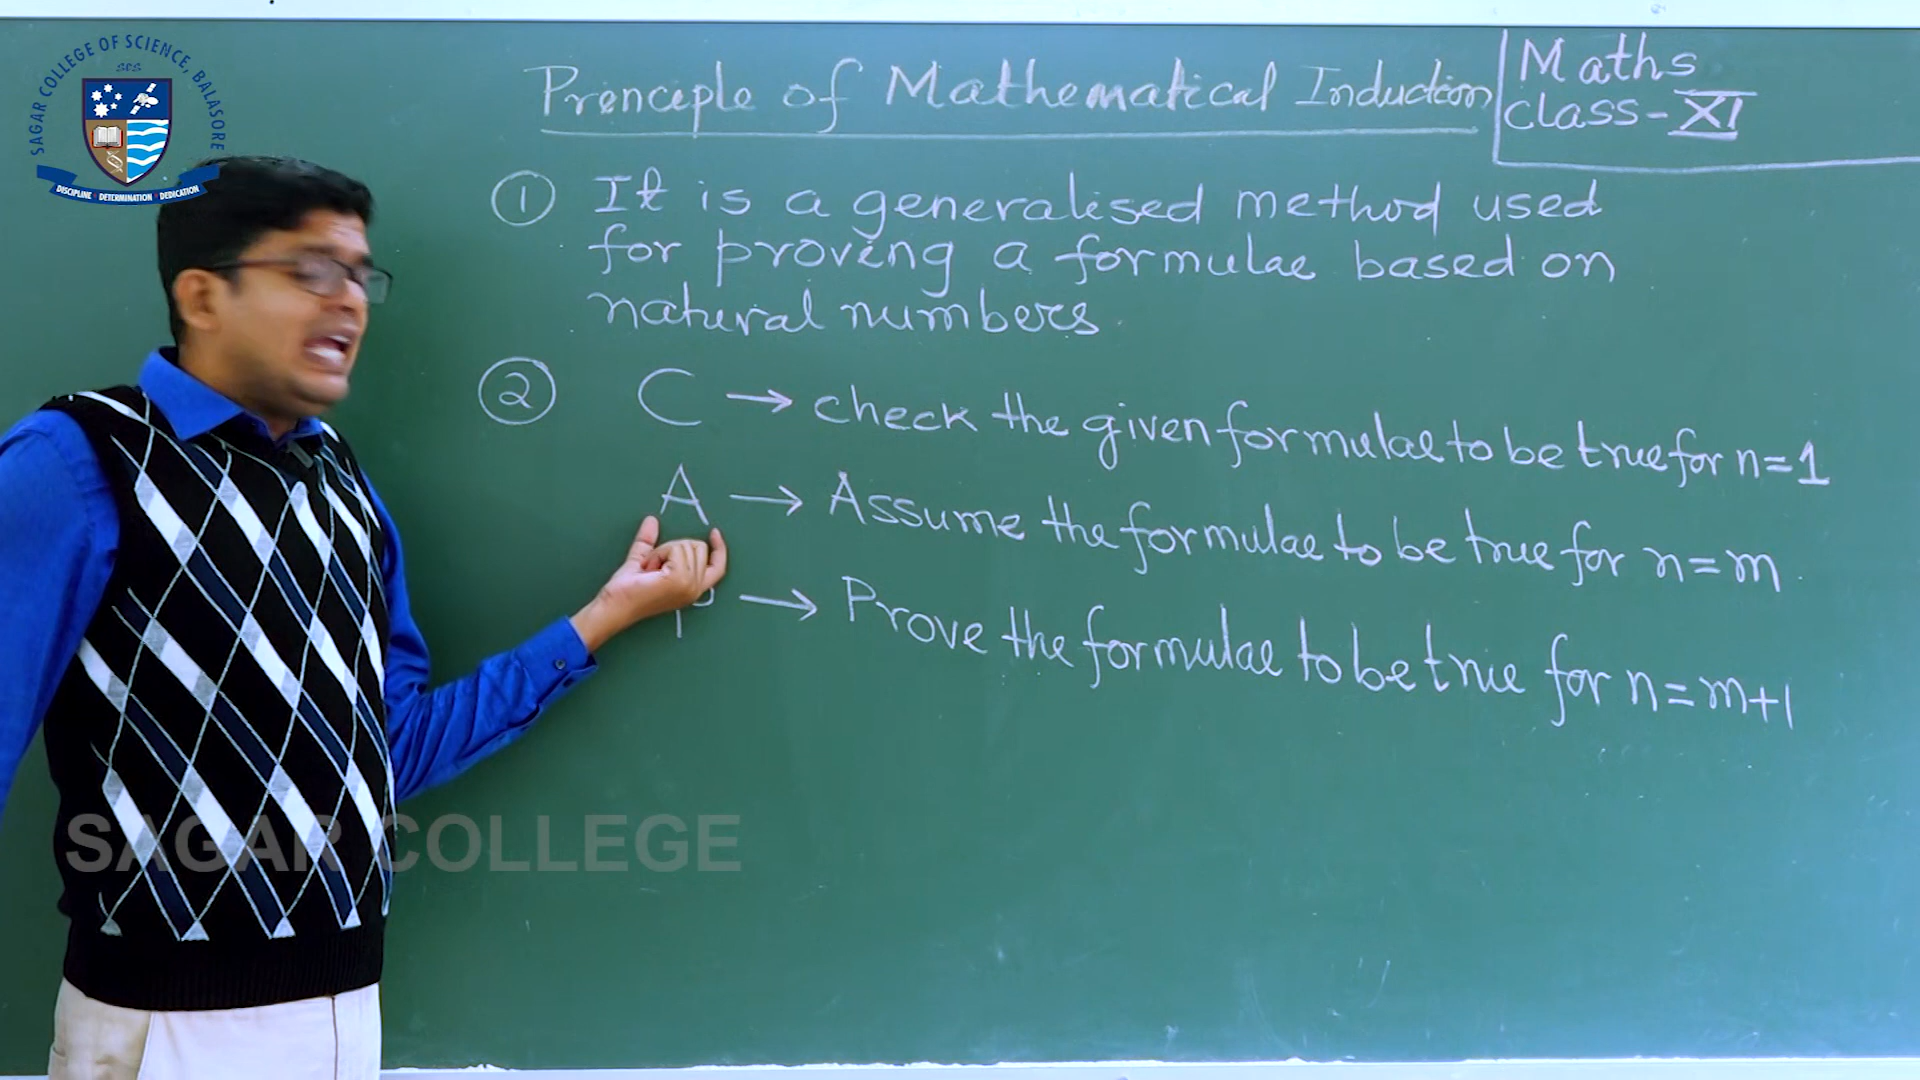 SAGAR COLLEGE OF SCIENCE, BALASORE
SCS
DISCIPLINE DETERMINATION DEDICATION
Principle of Mathematical Induction
Maths
class-XI
1 It is a generalised method used
for proving a formulae based on
natural numbers.
2 C → check the given formulae to be true for n=1
A → Assume the formulae to be true for n=m.
P → Prove the formulae to be true for n=m+1
SAGAR COLLEGE